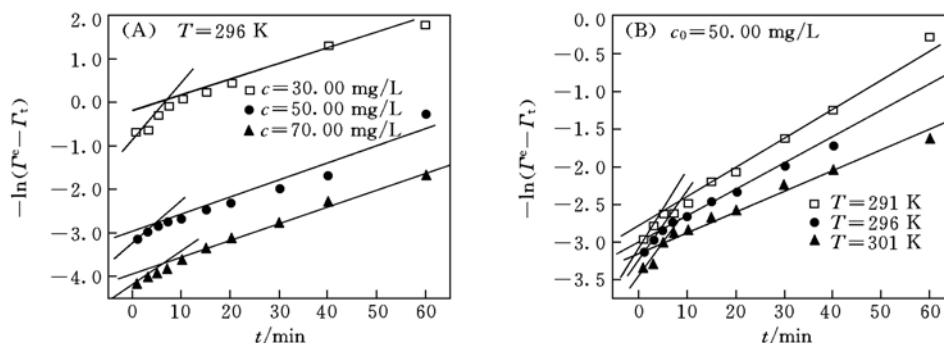 (A) T=296 K
2.0
1.0
0.0
−1.0
−2.0
−3.0
−4.0
−ln(Γᵉ−Γₜ)
□ c=30.00 mg/L
● c=50.00 mg/L
▲ c=70.00 mg/L
0 10 20 30 40 50 60
t/min
(B) c₀=50.00 mg/L
0.0
−0.5
−1.0
−1.5
−2.0
−2.5
−3.0
−3.5
−ln(Γᵉ−Γₜ)
□ T=291 K
● T=296 K
▲ T=301 K
0 10 20 30 40 50 60
t/min